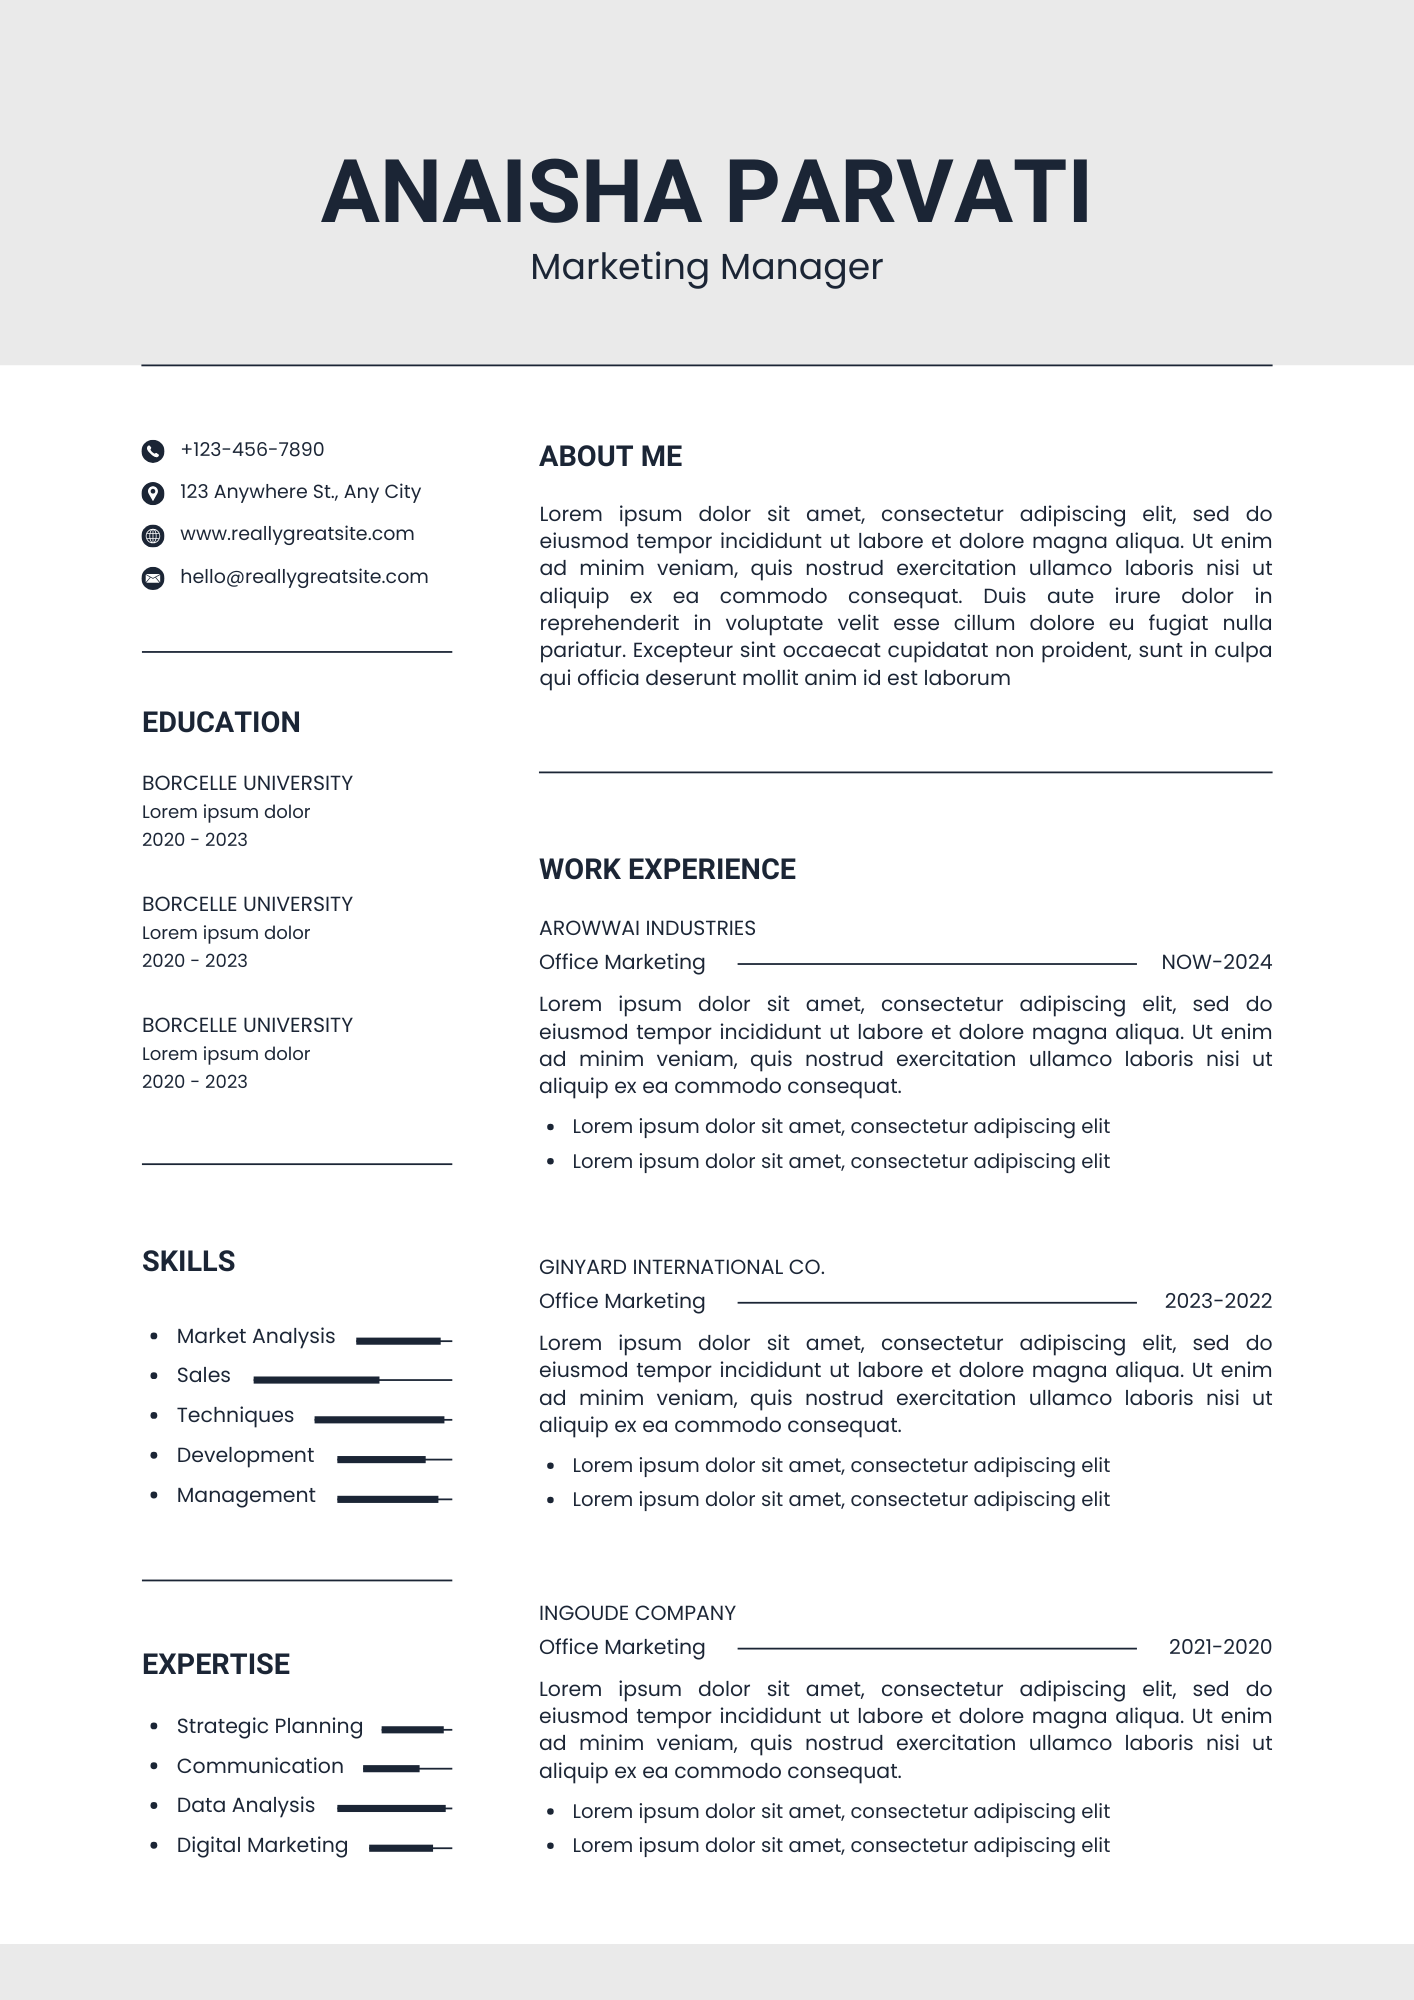 ANAISHA PARVATI
Marketing Manager
+123-456-7890
123 Anywhere St., Any City
www.reallygreatsite.com
hello@reallygreatsite.com
EDUCATION
BORCELLE UNIVERSITY
Lorem ipsum dolor
2020 - 2023
BORCELLE UNIVERSITY
Lorem ipsum dolor
2020 - 2023
BORCELLE UNIVERSITY
Lorem ipsum dolor
2020 - 2023
SKILLS
• Market Analysis
• Sales
• Techniques
• Development
• Management
EXPERTISE
• Strategic Planning
• Communication
• Data Analysis
• Digital Marketing
ABOUT ME
Lorem ipsum dolor sit amet, consectetur adipiscing elit, sed do
eiusmod tempor incididunt ut labore et dolore magna aliqua. Ut enim
ad minim veniam, quis nostrud exercitation ullamco laboris nisi ut
aliquip ex ea commodo consequat. Duis aute irure dolor in
reprehenderit in voluptate velit esse cillum dolore eu fugiat nulla
pariatur. Excepteur sint occaecat cupidatat non proident, sunt in culpa
qui officia deserunt mollit anim id est laborum
WORK EXPERIENCE
AROWWAI INDUSTRIES
Office Marketing NOW-2024
Lorem ipsum dolor sit amet, consectetur adipiscing elit, sed do
eiusmod tempor incididunt ut labore et dolore magna aliqua. Ut enim
ad minim veniam, quis nostrud exercitation ullamco laboris nisi ut
aliquip ex ea commodo consequat.
• Lorem ipsum dolor sit amet, consectetur adipiscing elit
• Lorem ipsum dolor sit amet, consectetur adipiscing elit
GINYARD INTERNATIONAL CO.
Office Marketing 2023-2022
Lorem ipsum dolor sit amet, consectetur adipiscing elit, sed do
eiusmod tempor incididunt ut labore et dolore magna aliqua. Ut enim
ad minim veniam, quis nostrud exercitation ullamco laboris nisi ut
aliquip ex ea commodo consequat.
• Lorem ipsum dolor sit amet, consectetur adipiscing elit
• Lorem ipsum dolor sit amet, consectetur adipiscing elit
INGOUDE COMPANY
Office Marketing 2021-2020
Lorem ipsum dolor sit amet, consectetur adipiscing elit, sed do
eiusmod tempor incididunt ut labore et dolore magna aliqua. Ut enim
ad minim veniam, quis nostrud exercitation ullamco laboris nisi ut
aliquip ex ea commodo consequat.
• Lorem ipsum dolor sit amet, consectetur adipiscing elit
• Lorem ipsum dolor sit amet, consectetur adipiscing elit